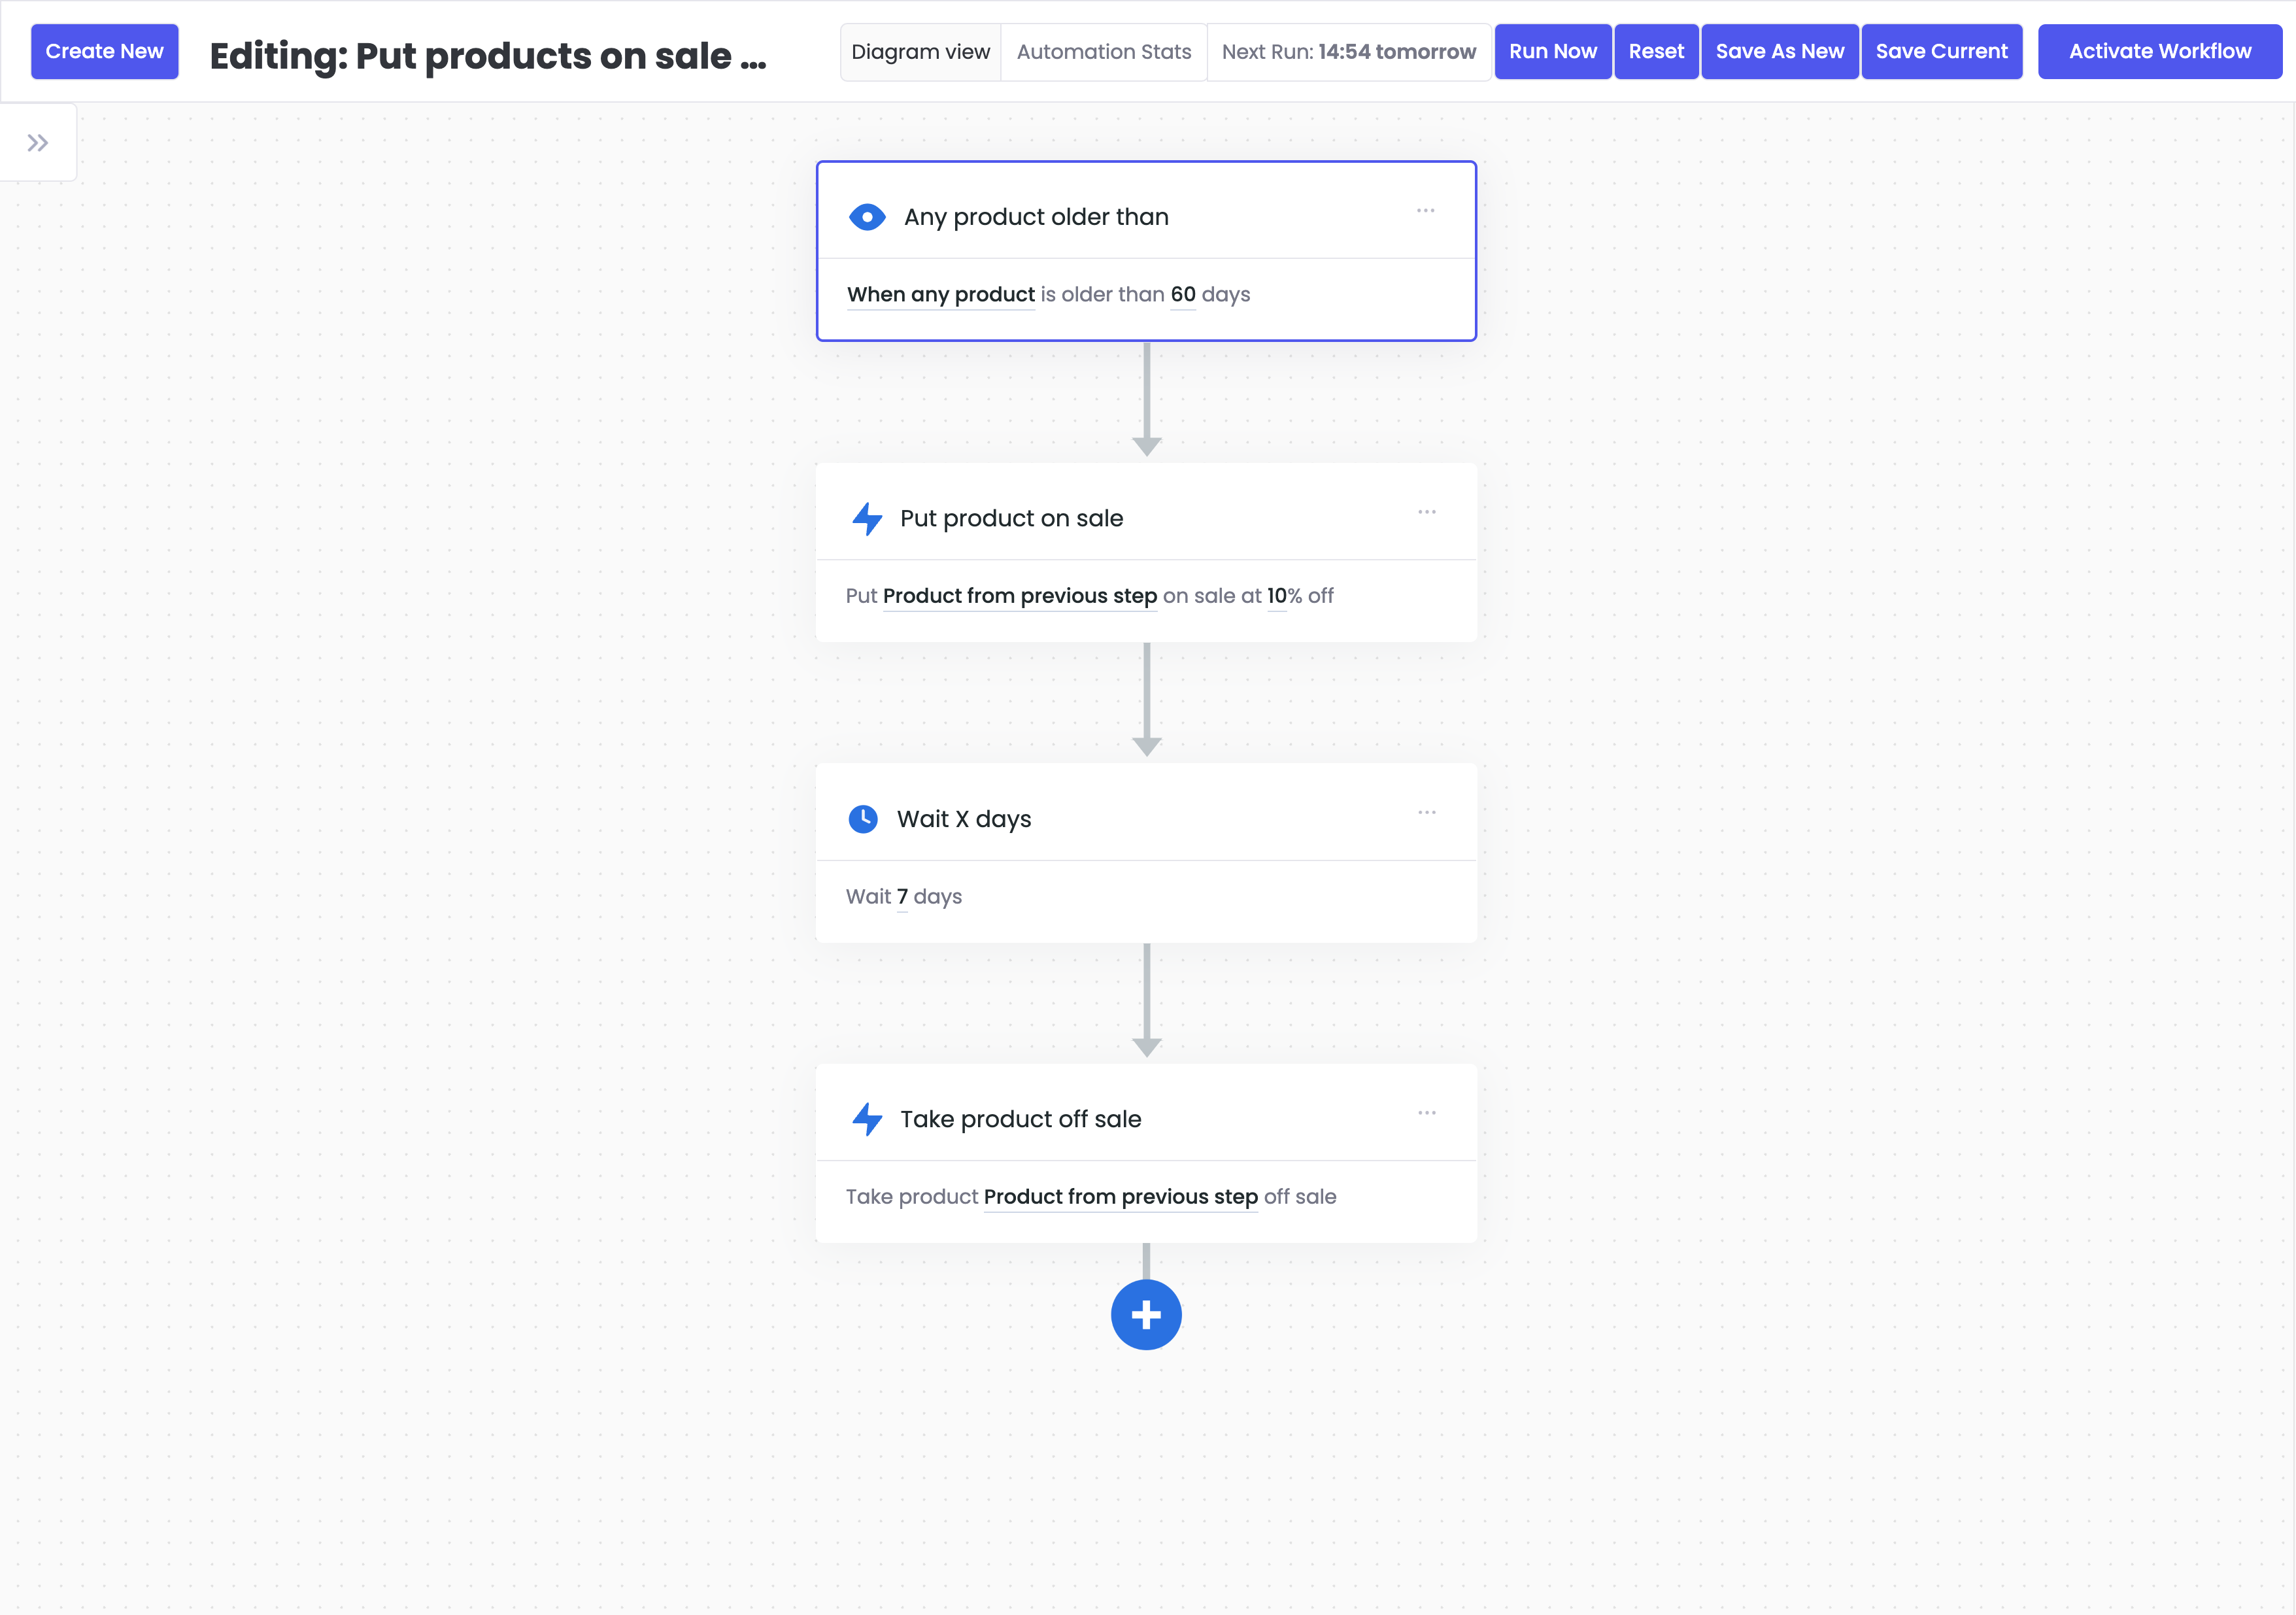 Create New
Editing: Put products on sale ...
Diagram view
Automation Stats
Next Run: 14:54 tomorrow
Run Now
Reset
Save As New
Save Current
Activate Workflow
Any product older than
When any product is older than 60 days
Put product on sale
Put Product from previous step on sale at 10% off
Wait X days
Wait 7 days
Take product off sale
Take product Product from previous step off sale